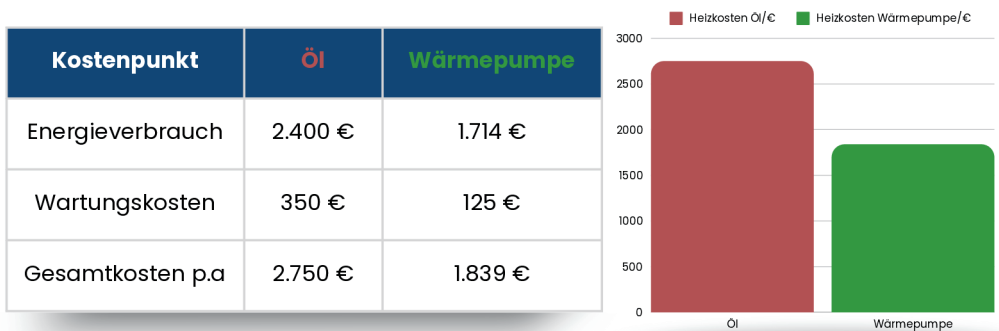 Kostenpunkt Öl Wärmepumpe
Energieverbrauch 2.400 € 1.714 €
Wartungskosten 350 € 125 €
Gesamtkosten p.a 2.750 € 1.839 €
Heizkosten Öl/€ Heizkosten Wärmepumpe/€
3000
2500
2000
1500
1000
500
0
Öl Wärmepumpe